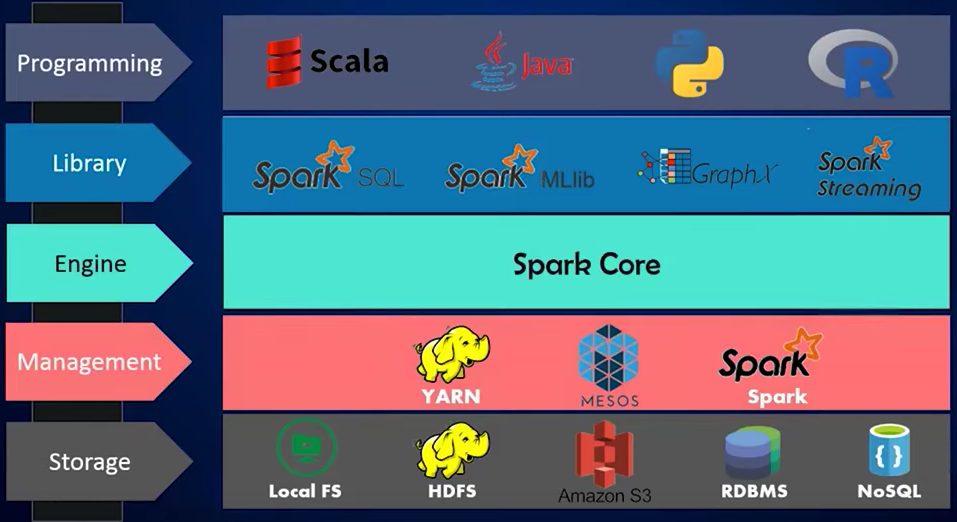 Programming
Scala
Java
R
Library
Spark SQL
Spark MLlib
GraphX
Spark
Streaming
Engine
Spark Core
Management
YARN
MESOS
Spark
Spark
Storage
Local FS
HDFS
Amazon S3
RDBMS
{ }
NoSQL